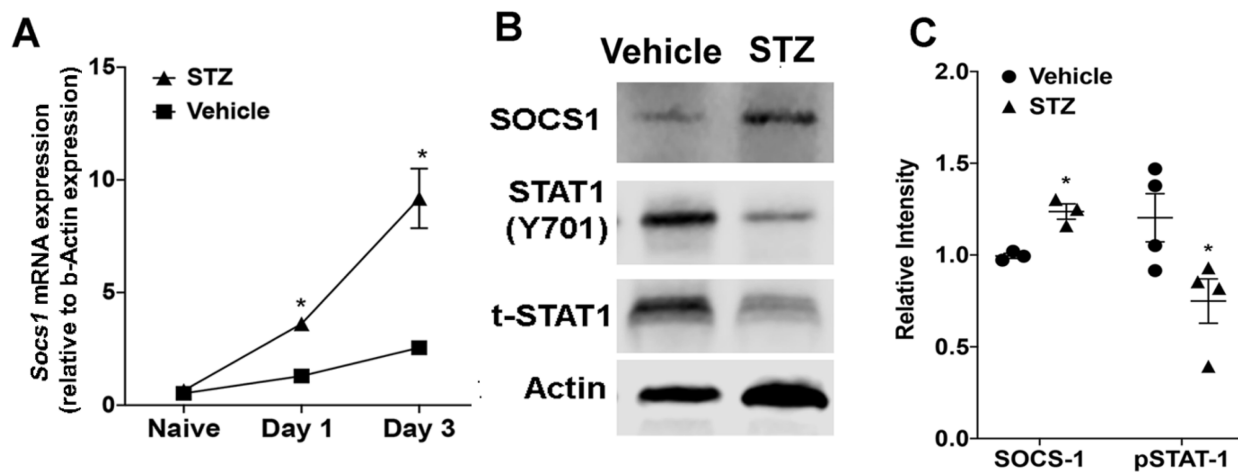 A
Socs1 mRNA expression
(relative to b-Actin expression)
15
10
5
0
STZ
Vehicle
*
*
Naive
Day 1
Day 3
B
Vehicle
STZ
SOCS1
STAT1
(Y701)
t-STAT1
Actin
C
Relative Intensity
2.0
1.5
1.0
0.5
0.0
Vehicle
STZ
*
*
SOCS-1
pSTAT-1